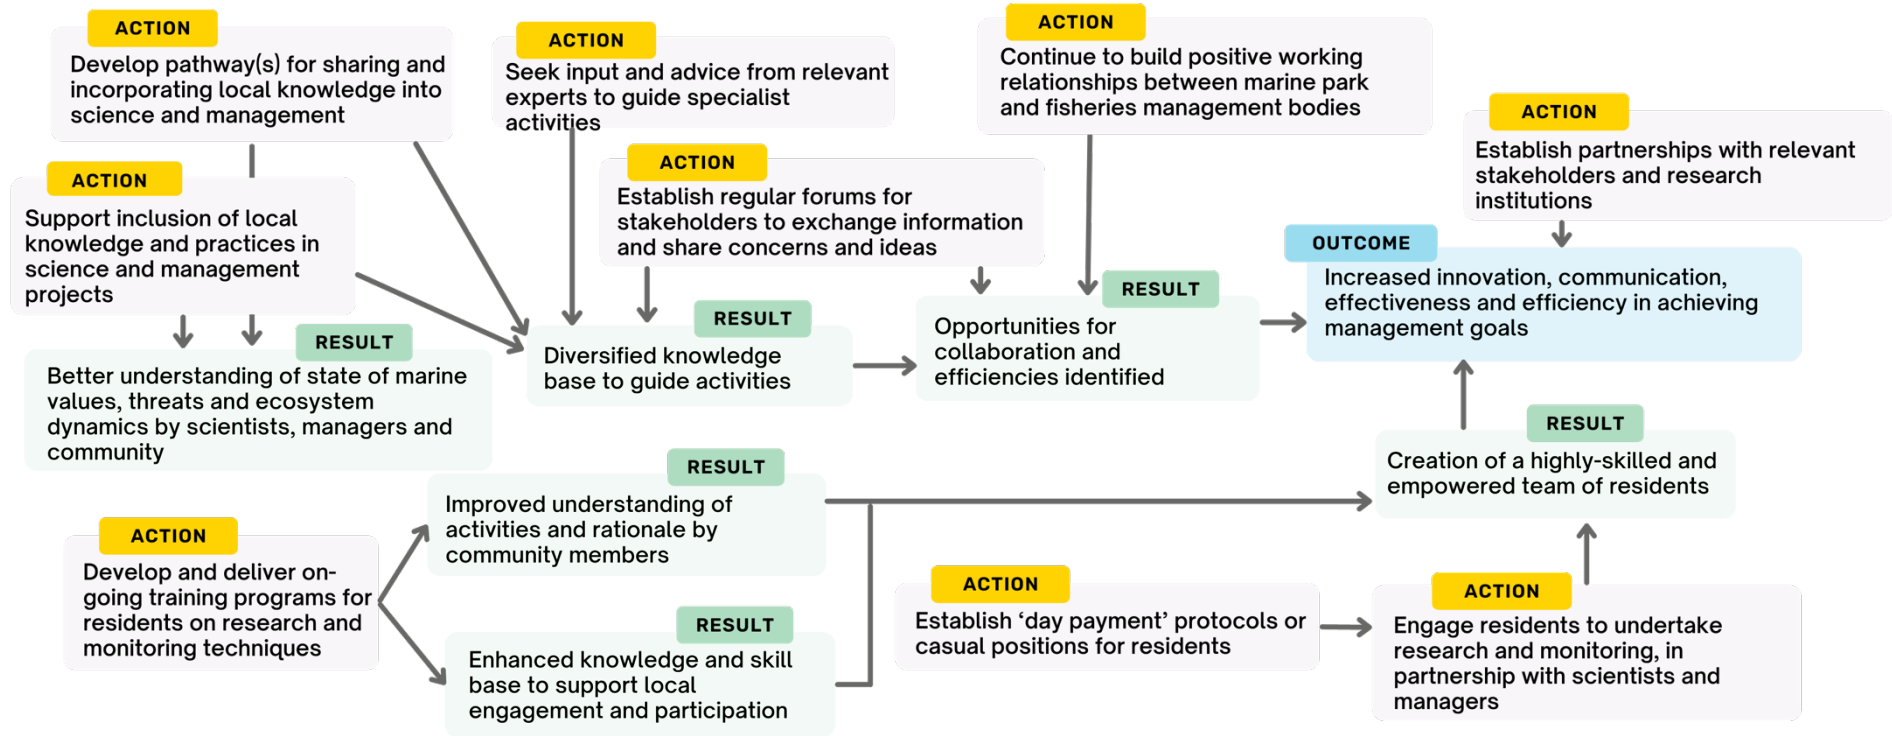 ACTION
Develop pathway(s) for sharing and
incorporating local knowledge into
science and management
ACTION
Seek input and advice from relevant
experts to guide specialist
activities
ACTION
Continue to build positive working
relationships between marine park
and fisheries management bodies
ACTION
Establish partnerships with relevant
stakeholders and research
institutions
ACTION
Support inclusion of local
knowledge and practices in
science and management
projects
ACTION
Establish regular forums for
stakeholders to exchange information
and share concerns and ideas
OUTCOME
Increased innovation, communication,
effectiveness and efficiency in achieving
management goals
RESULT
Better understanding of state of marine
values, threats and ecosystem
dynamics by scientists, managers and
community
RESULT
Diversified knowledge
base to guide activities
RESULT
Opportunities for
collaboration and
efficiencies identified
RESULT
Creation of a highly-skilled and
empowered team of residents
RESULT
Improved understanding of
activities and rationale by
community members
ACTION
Develop and deliver on-
going training programs for
residents on research and
monitoring techniques
RESULT
Enhanced knowledge and skill
base to support local
engagement and participation
ACTION
Establish ‘day payment’ protocols or
casual positions for residents
ACTION
Engage residents to undertake
research and monitoring, in
partnership with scientists and
managers